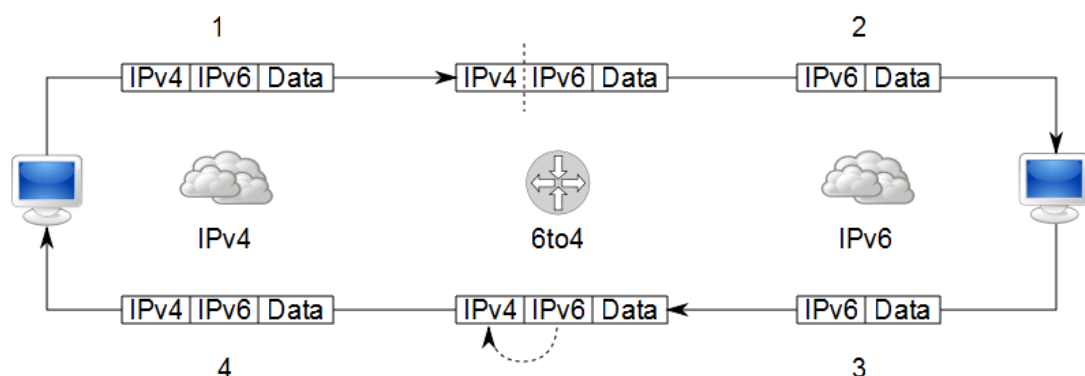 1 2
IPv4 IPv6 Data IPv4 IPv6 Data IPv6 Data
IPv4 6to4 IPv6
IPv4 IPv6 Data IPv4 IPv6 Data IPv6 Data
4 3